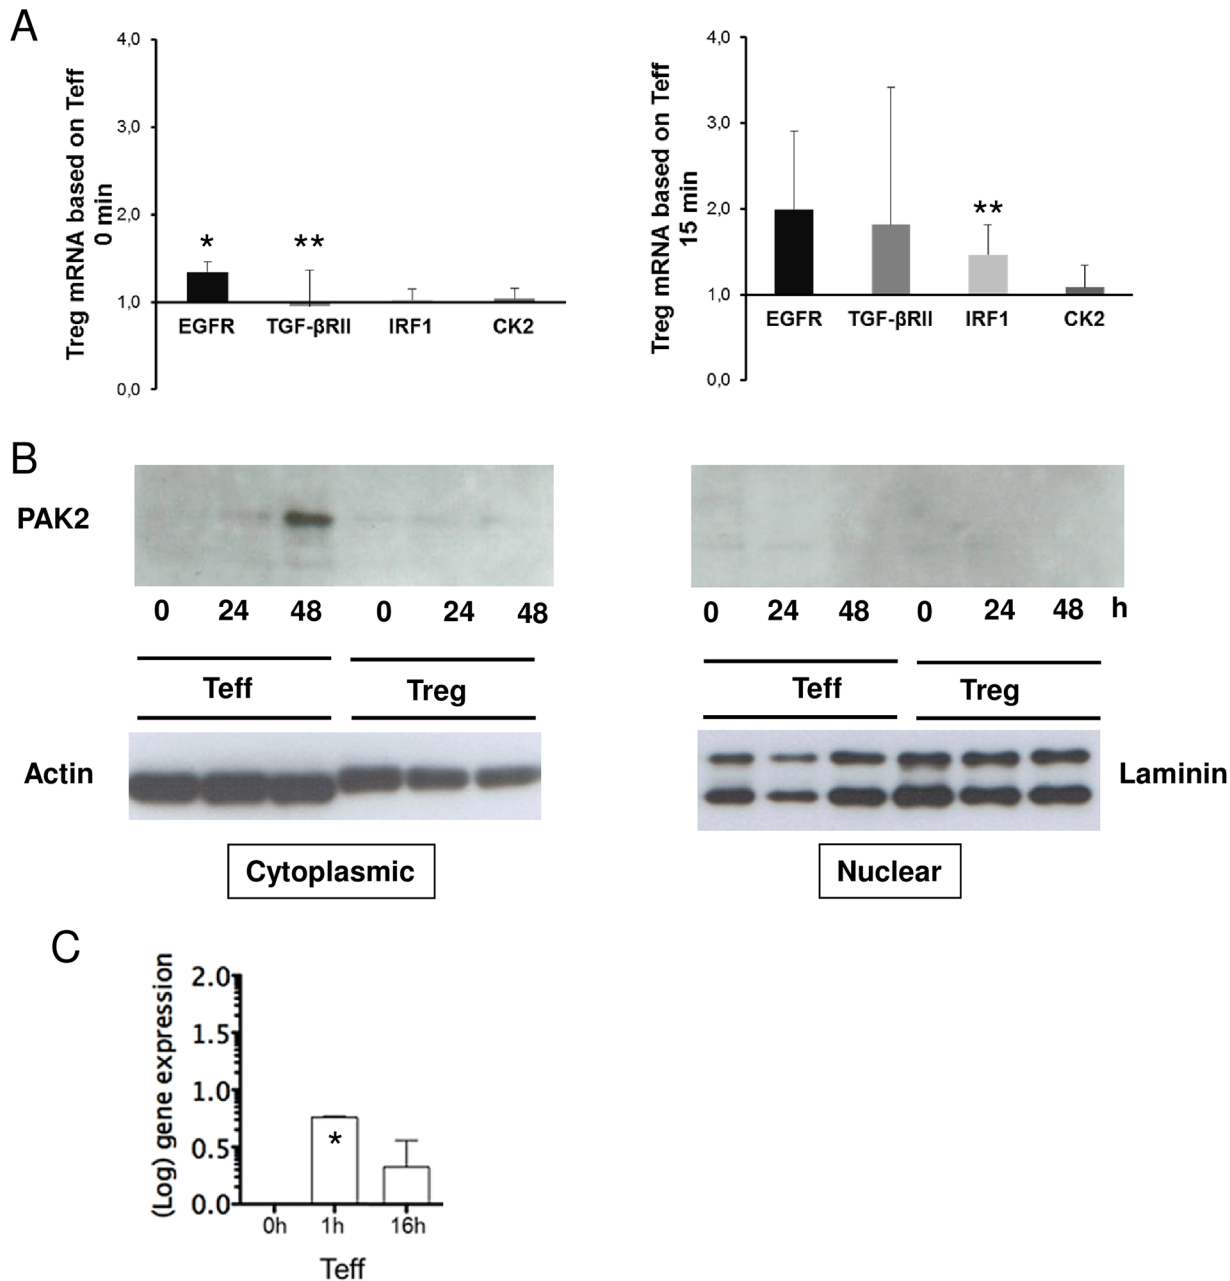 A
Treg mRNA based on Teff
0 min
4,0
3,0
2,0
1,0
0,0
*
**
EGFR TGF-βRII IRF1 CK2
Treg mRNA based on Teff
15 min
4,0
3,0
2,0
1,0
0,0
**
EGFR TGF-βRII IRF1 CK2
B
PAK2
0 24 48 0 24 48
0 24 48 0 24 48 h
Teff Treg
Teff Treg
Actin
Laminin
Cytoplasmic
Nuclear
C
(Log) gene expression
2.0
1.5
1.0
0.5
0.0
*
0h 1h 16h
Teff